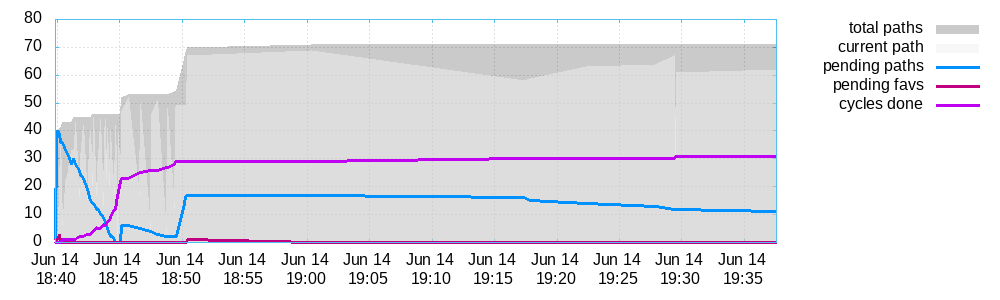 80
70
60
50
40
30
20
10
0
Jun 14 Jun 14 Jun 14 Jun 14 Jun 14 Jun 14 Jun 14 Jun 14 Jun 14 Jun 14 Jun 14 Jun 14
18:40 18:45 18:50 18:55 19:00 19:05 19:10 19:15 19:20 19:25 19:30 19:35
total paths
current path
pending paths
pending favs
cycles done